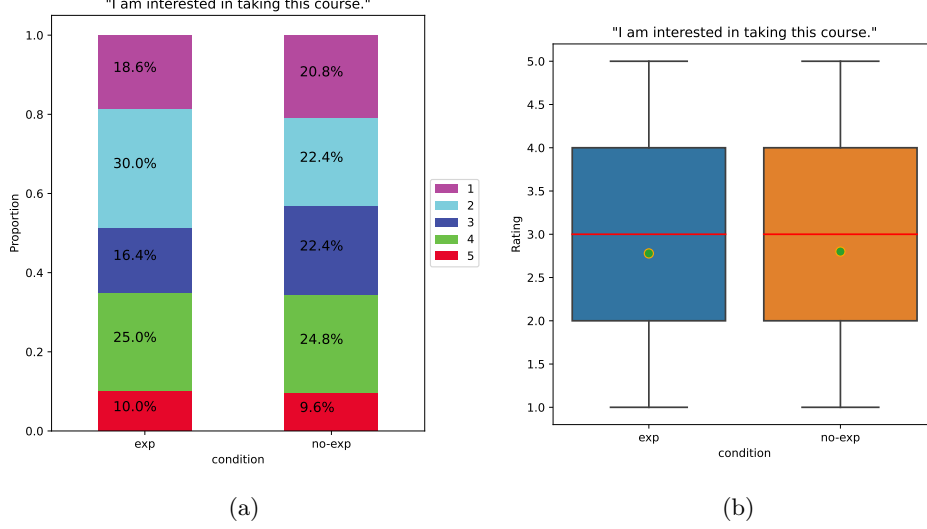 "I am interested in taking this course."
1.0
0.8
0.6
0.4
0.2
0.0
Proportion
18.6%
30.0%
16.4%
25.0%
10.0%
20.8%
22.4%
22.4%
24.8%
9.6%
exp
no-exp
condition
1
2
3
4
5
(a)
"I am interested in taking this course."
5.0
4.5
4.0
3.5
3.0
2.5
2.0
1.5
1.0
Rating
exp
no-exp
condition
(b)